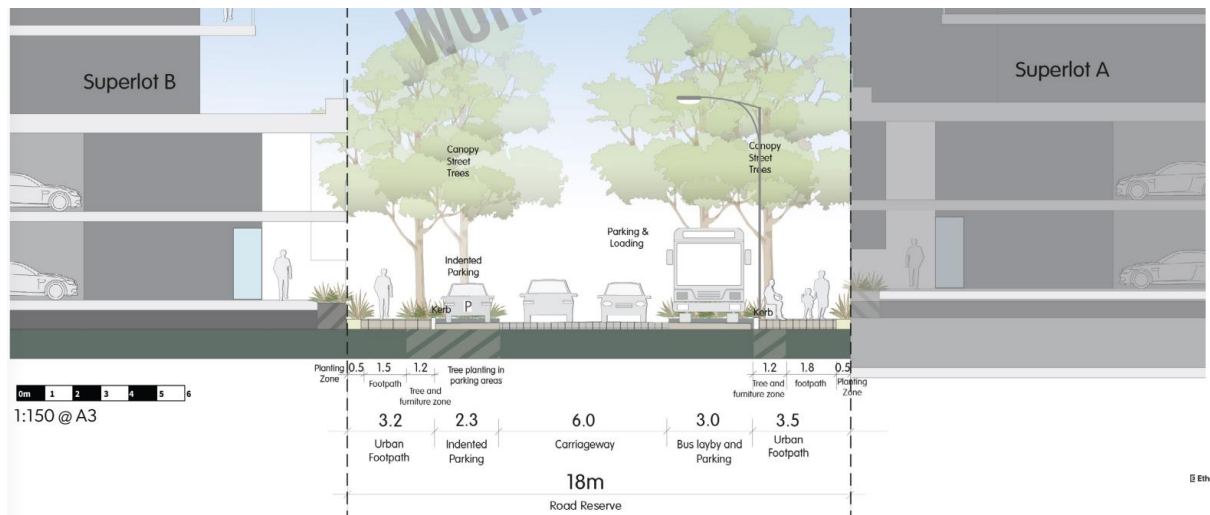 Superlot B
Superlot A
Canopy
Street
Trees
Canopy
Street
Trees
Parking &
Loading
Indented
Parking
P
Kerb
Kerb
Planting
Zone
0.5
1.5
Footpath
1.2
Tree and
furniture zone
Tree planting in
parking areas
1.2
Tree and
furniture zone
1.8
footpath
0.5
Planting
Zone
0m 1 2 3 4 5 6
1:150 @ A3
3.2
Urban
Footpath
2.3
Indented
Parking
6.0
Carriageway
3.0
Bus layby and
Parking
3.5
Urban
Footpath
18m
Road Reserve